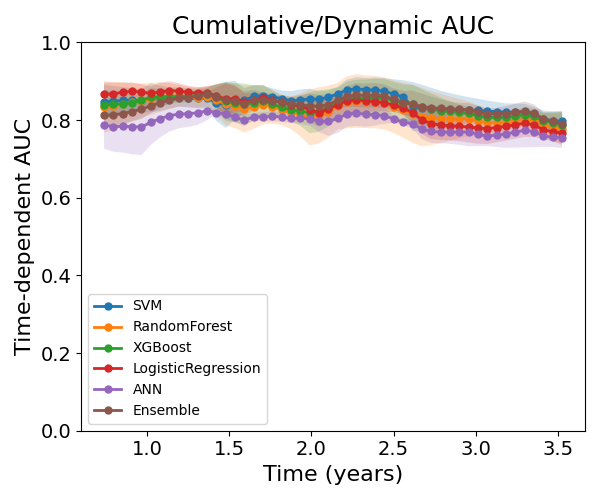 Cumulative/Dynamic AUC
Time-dependent AUC
1.0
0.8
0.6
0.4
0.2
0.0
SVM
RandomForest
XGBoost
LogisticRegression
ANN
Ensemble
1.0 1.5 2.0 2.5 3.0 3.5
Time (years)